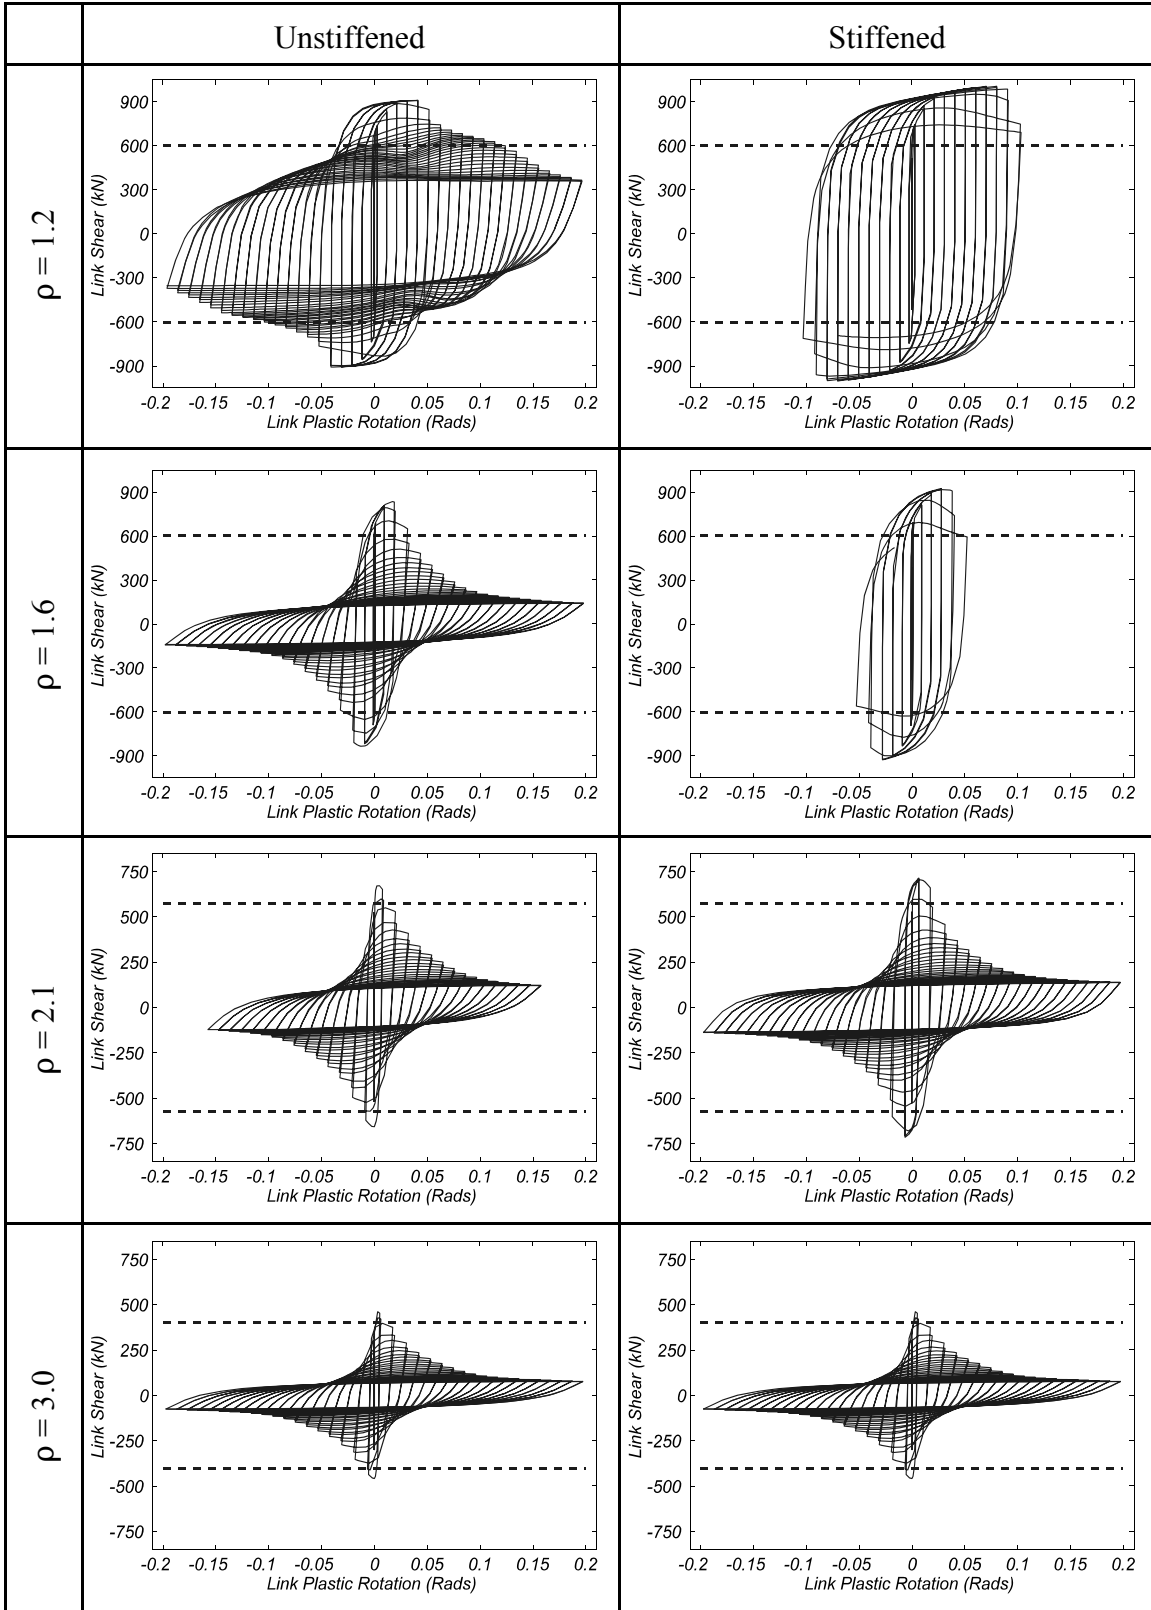 Unstiffened
Stiffened
ρ = 1.2
900
600
300
0
-300
-600
-900
Link Shear (kN)
-0.2 -0.15 -0.1 -0.05 0 0.05 0.1 0.15 0.2
Link Plastic Rotation (Rads)
900
600
300
0
-300
-600
-900
Link Shear (kN)
-0.2 -0.15 -0.1 -0.05 0 0.05 0.1 0.15 0.2
Link Plastic Rotation (Rads)
ρ = 1.6
900
600
300
0
-300
-600
-900
Link Shear (kN)
-0.2 -0.15 -0.1 -0.05 0 0.05 0.1 0.15 0.2
Link Plastic Rotation (Rads)
900
600
300
0
-300
-600
-900
Link Shear (kN)
-0.2 -0.15 -0.1 -0.05 0 0.05 0.1 0.15 0.2
Link Plastic Rotation (Rads)
ρ = 2.1
750
500
250
0
-250
-500
-750
Link Shear (kN)
-0.2 -0.15 -0.1 -0.05 0 0.05 0.1 0.15 0.2
Link Plastic Rotation (Rads)
750
500
250
0
-250
-500
-750
Link Shear (kN)
-0.2 -0.15 -0.1 -0.05 0 0.05 0.1 0.15 0.2
Link Plastic Rotation (Rads)
ρ = 3.0
750
500
250
0
-250
-500
-750
Link Shear (kN)
-0.2 -0.15 -0.1 -0.05 0 0.05 0.1 0.15 0.2
Link Plastic Rotation (Rads)
750
500
250
0
-250
-500
-750
Link Shear (kN)
-0.2 -0.15 -0.1 -0.05 0 0.05 0.1 0.15 0.2
Link Plastic Rotation (Rads)